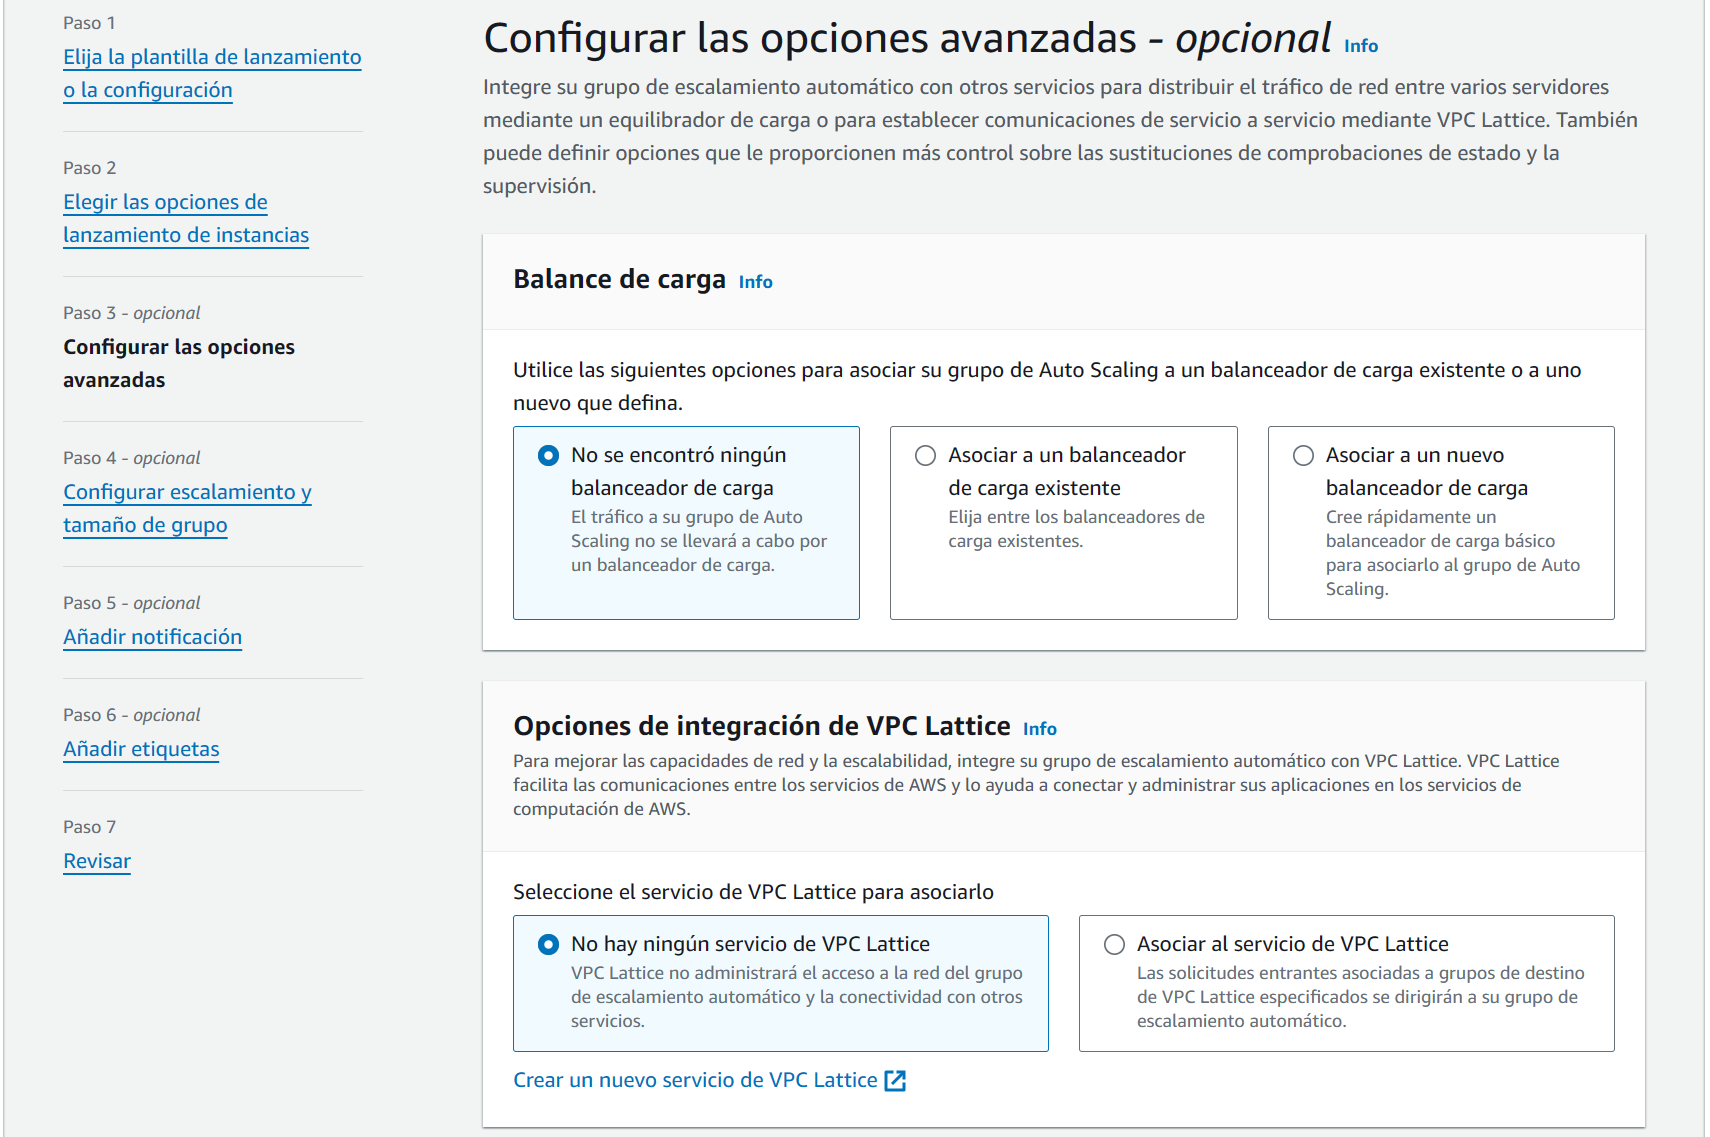 Paso 1
Elija la plantilla de lanzamiento
o la configuración
Paso 2
Elegir las opciones de
lanzamiento de instancias
Paso 3 - opcional
Configurar las opciones
avanzadas
Paso 4 - opcional
Configurar escalamiento y
tamaño de grupo
Paso 5 - opcional
Añadir notificación
Paso 6 - opcional
Añadir etiquetas
Paso 7
Revisar
Configurar las opciones avanzadas - opcional Info
Integre su grupo de escalamiento automático con otros servicios para distribuir el tráfico de red entre varios servidores
mediante un equilibrador de carga o para establecer comunicaciones de servicio a servicio mediante VPC Lattice. También
puede definir opciones que le proporcionen más control sobre las sustituciones de comprobaciones de estado y la
supervisión.
Balance de carga Info
Utilice las siguientes opciones para asociar su grupo de Auto Scaling a un balanceador de carga existente o a uno
nuevo que defina.
No se encontró ningún
balanceador de carga
El tráfico a su grupo de Auto
Scaling no se llevará a cabo por
un balanceador de carga.
Asociar a un balanceador
de carga existente
Elija entre los balanceadores de
carga existentes.
Asociar a un nuevo
balanceador de carga
Cree rápidamente un
balanceador de carga básico
para asociarlo al grupo de Auto
Scaling.
Opciones de integración de VPC Lattice Info
Para mejorar las capacidades de red y la escalabilidad, integre su grupo de escalamiento automático con VPC Lattice. VPC Lattice
facilita las comunicaciones entre los servicios de AWS y lo ayuda a conectar y administrar sus aplicaciones en los servicios de
computación de AWS.
Seleccione el servicio de VPC Lattice para asociarlo
No hay ningún servicio de VPC Lattice
VPC Lattice no administrará el acceso a la red del grupo
de escalamiento automático y la conectividad con otros
servicios.
Asociar al servicio de VPC Lattice
Las solicitudes entrantes asociadas a grupos de destino
de VPC Lattice especificados se dirigirán a su grupo de
escalamiento automático.
Crear un nuevo servicio de VPC Lattice